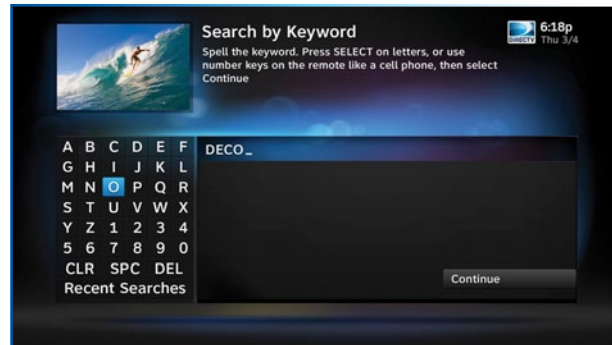 Search by Keyword
6:18p
DIRECTV Thu 3/4
Spell the keyword. Press SELECT on letters, or use
number keys on the remote like a cell phone, then select
Continue
A B C D E F
DECO_
G H I J K L
M N O P Q R
S T U V W X
Y Z 1 2 3 4
5 6 7 8 9 0
CLR SPC DEL
Continue
Recent Searches